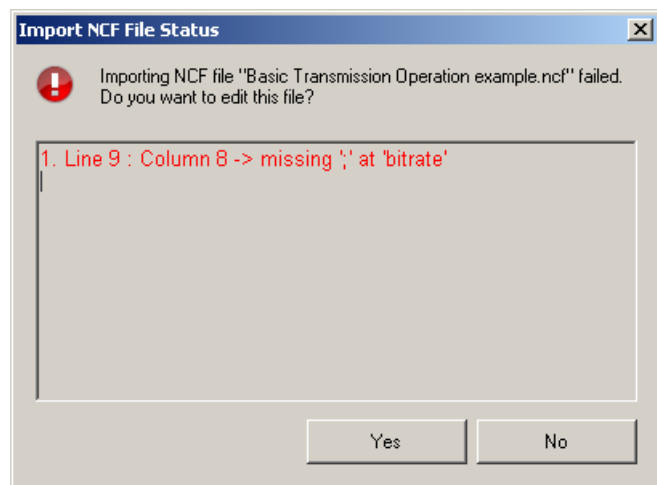 Import NCF File Status
Importing NCF file "Basic Transmission Operation example.ncf" failed.
Do you want to edit this file?
1. Line 9 : Column 8 -> missing ';' at 'bitrate'
Yes
No